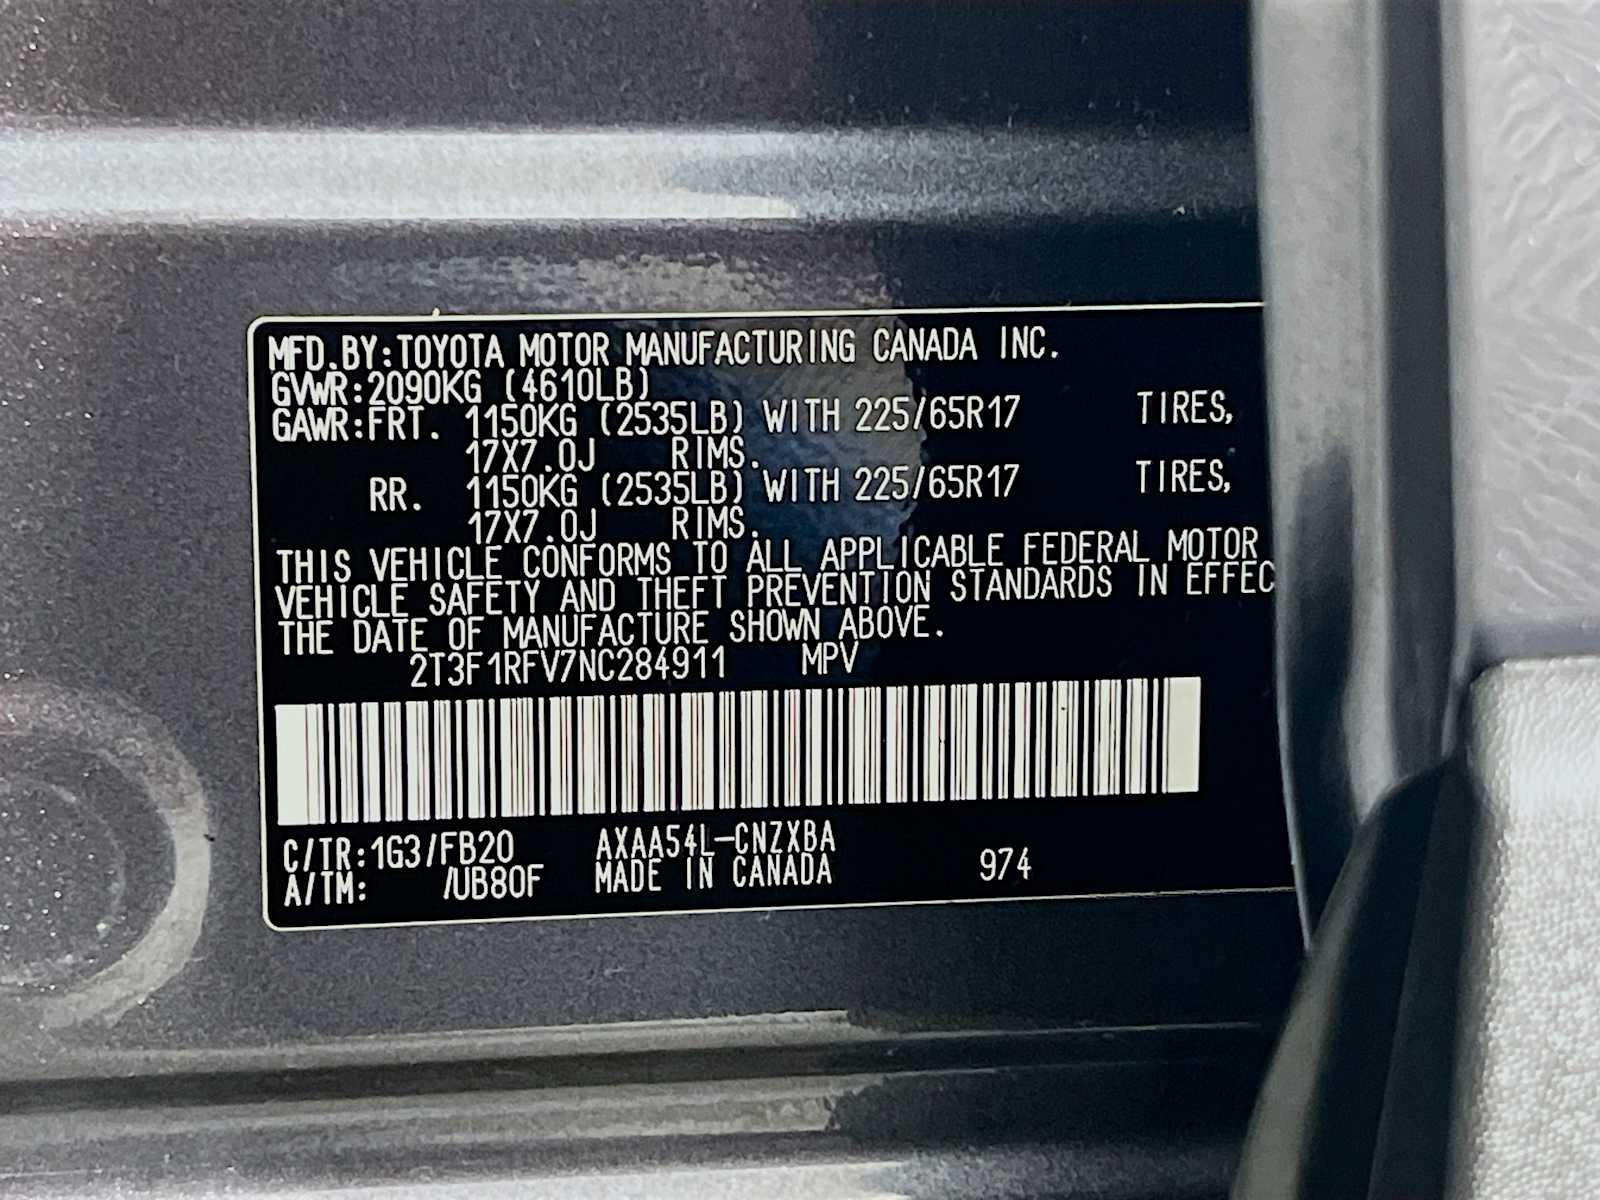 MFD.BY:TOYOTA MOTOR MANUFACTURING CANADA INC.
GVWR:2090KG (4610LB)
GAWR:FRT. 1150KG (2535LB) WITH 225/65R17 TIRES,
17X7.0J RIMS.
RR. 1150KG (2535LB) WITH 225/65R17 TIRES,
17X7.0J RIMS.
THIS VEHICLE CONFORMS TO ALL APPLICABLE FEDERAL MOTOR
VEHICLE SAFETY AND THEFT PREVENTION STANDARDS IN EFFEC
THE DATE OF MANUFACTURE SHOWN ABOVE.
2T3F1RFV7NC284911 MPV
C/TR:1G3/FB20 AXAA54L-CNZXBA
A/TM: /UB80F MADE IN CANADA 974